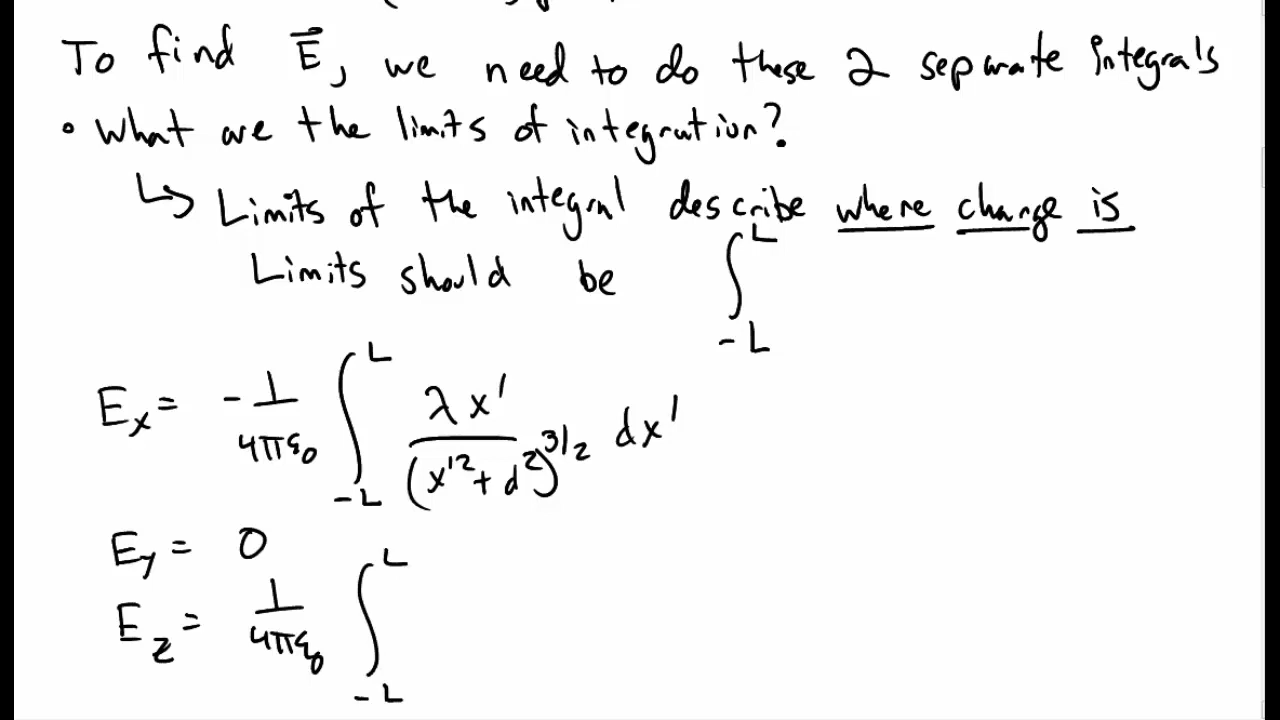 To find E⃗, we need to do these 2 separate integrals
• What are the limits of integration?
↳ Limits of the integral describe where charge is
Limits should be ∫_{-L}^{L}
E_x = - 1/(4πε_0) ∫_{-L}^{L} λx'/(x'^2 + d^2)^{3/2} dx'
E_y = 0
E_z = 1/(4πε_0) ∫_{-L}^{L}